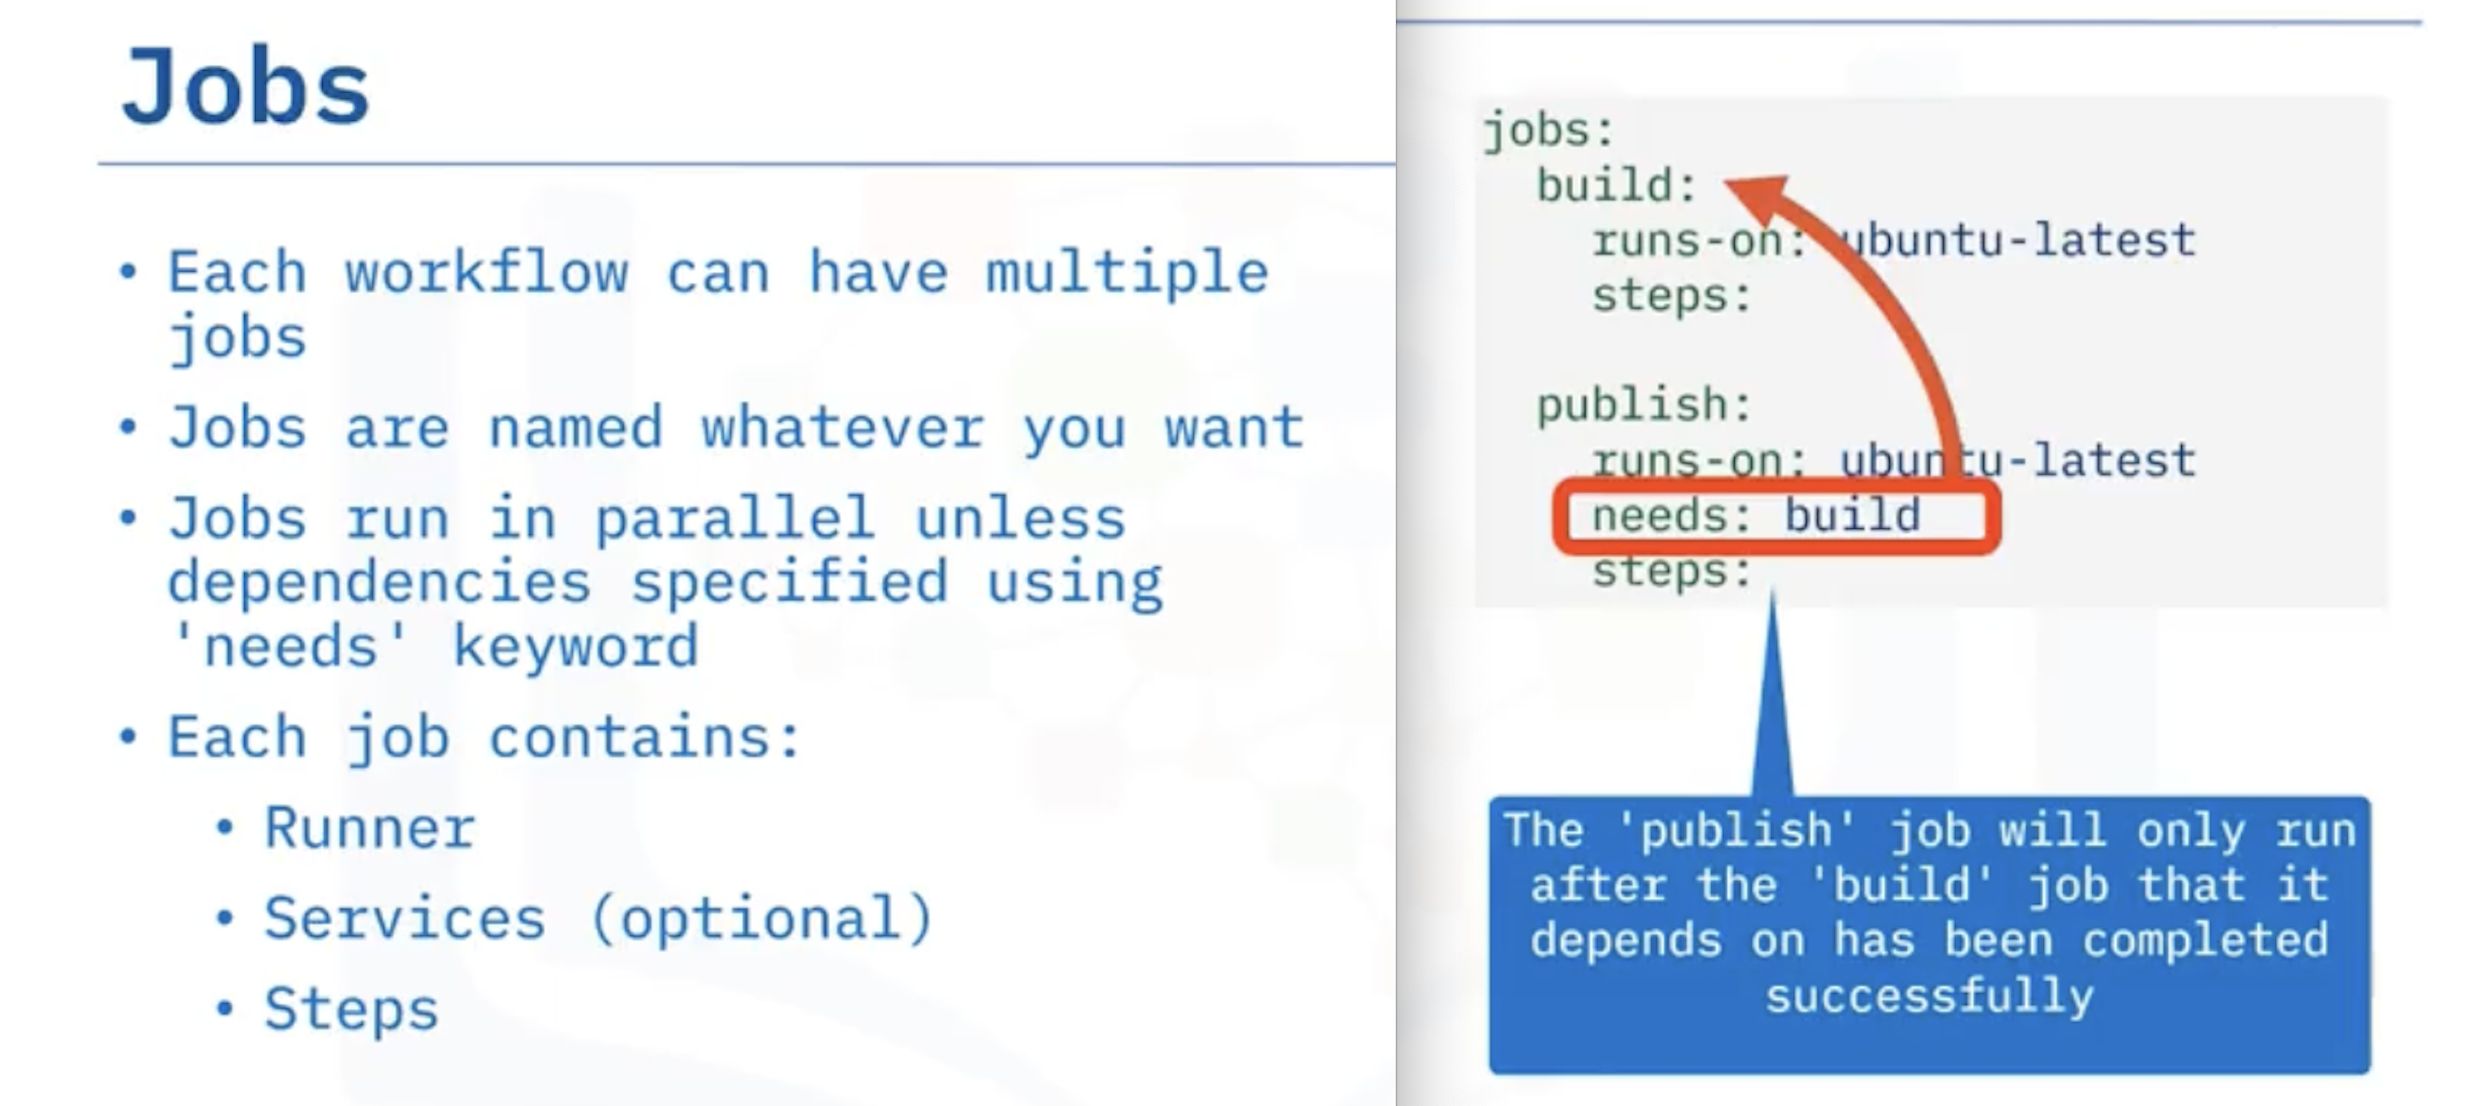 Jobs
• Each workflow can have multiple
jobs
• Jobs are named whatever you want
• Jobs run in parallel unless
dependencies specified using
'needs' keyword
• Each job contains:
• Runner
• Services (optional)
• Steps
jobs:
  build:
    runs-on: ubuntu-latest
    steps:
  publish:
    runs-on: ubuntu-latest
    needs: build
    steps:
The 'publish' job will only run
after the 'build' job that it
depends on has been completed
successfully